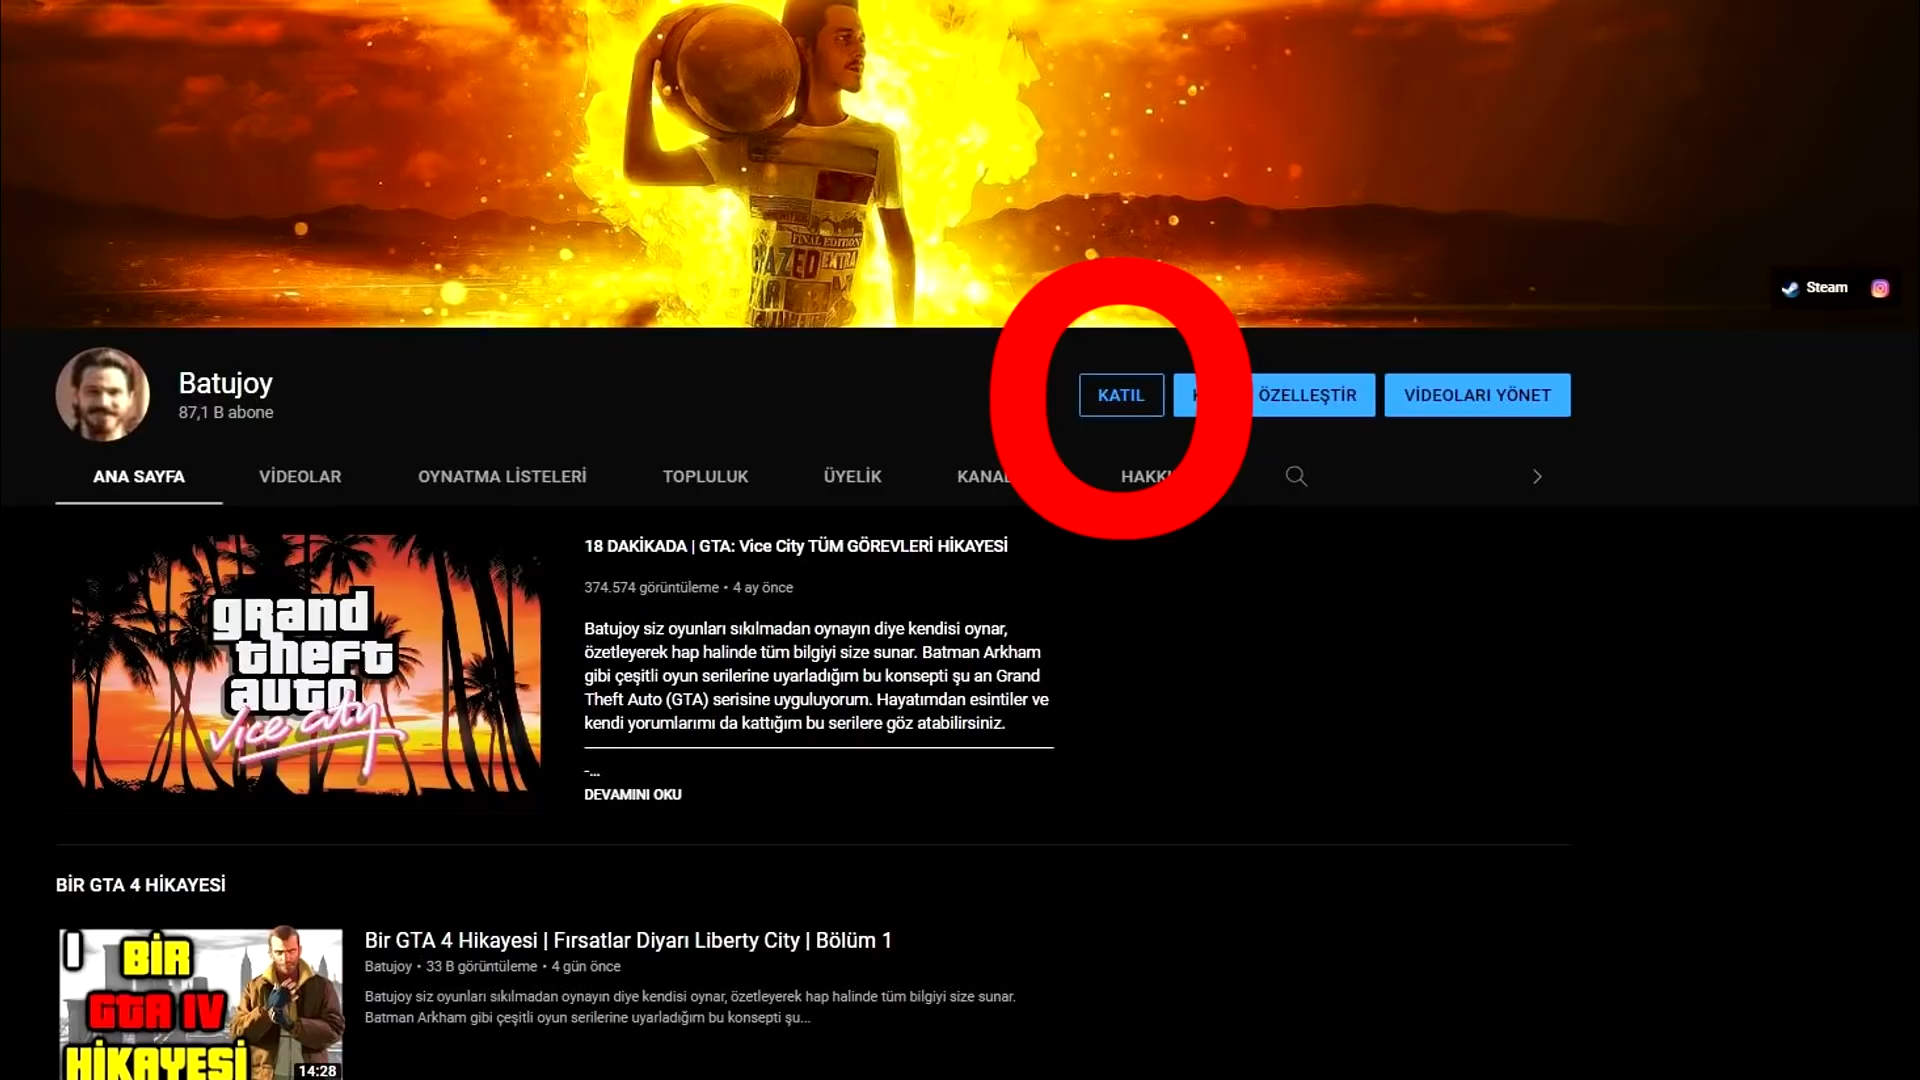 FINAL EDITION
Steam
Batujoy
87,1 B abone
KATIL
ÖZELLEŞTİR
VİDEOLARI YÖNET
ANA SAYFA
VİDEOLAR
OYNATMA LİSTELERİ
TOPLULUK
ÜYELİK
18 DAKİKADA | GTA: Vice City TÜM GÖREVLERİ HİKAYESİ
374.574 görüntüleme • 4 ay önce
grand
theft
auto
vice city
Batujoy siz oyunları sıkılmadan oynayın diye kendisi oynar,
özetleyerek hap halinde tüm bilgiyi size sunar. Batman Arkham
gibi çeşitli oyun serilerine uyarladığım bu konsepti şu an Grand
Theft Auto (GTA) serisine uyguluyorum. Hayatımdan esintiler ve
kendi yorumlarımı da kattığım bu serilere göz atabilirsiniz.
-...
DEVAMINI OKU
BİR GTA 4 HİKAYESİ
BİR
GTA IV
HİKAYESİ
14:28
Bir GTA 4 Hikayesi | Fırsatlar Diyarı Liberty City | Bölüm 1
Batujoy • 33 B görüntüleme • 4 gün önce
Batujoy siz oyunları sıkılmadan oynayın diye kendisi oynar, özetleyerek hap halinde tüm bilgiyi size sunar.
Batman Arkham gibi çeşitli oyun serilerine uyarladığım bu konsepti şu...